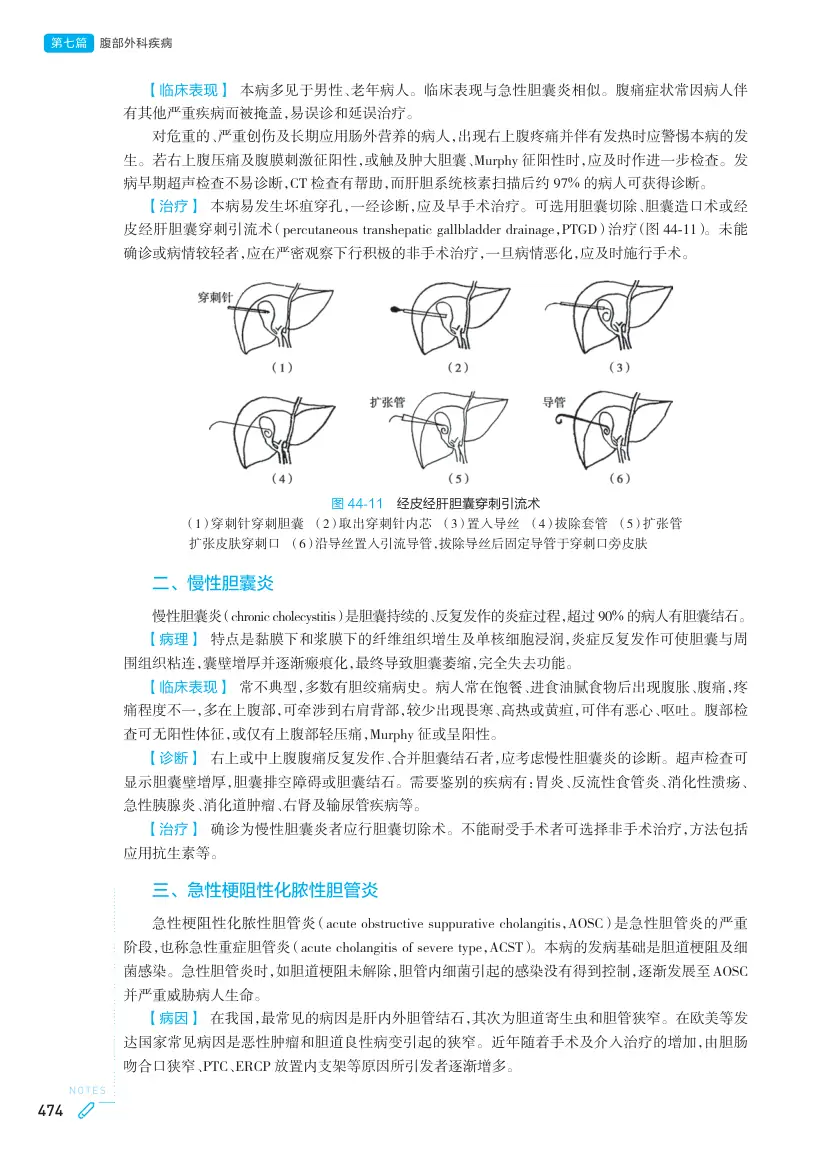 第七篇 腹部外科疾病
【临床表现】 本病多见于男性、老年病人。临床表现与急性胆囊炎相似。腹痛症状常因病人伴
有其他严重疾病而被掩盖,易误诊和延误治疗。
对危重的、严重创伤及长期应用肠外营养的病人,出现右上腹疼痛并伴有发热时应警惕本病的发
生。若右上腹压痛及腹膜刺激征阳性,或触及肿大胆囊、Murphy 征阳性时,应及时作进一步检查。发
病早期超声检查不易诊断,CT 检查有帮助,而肝胆系统核素扫描后约 97% 的病人可获得诊断。
【治疗】 本病易发生坏疽穿孔,一经诊断,应及早手术治疗。可选用胆囊切除、胆囊造口术或经
皮经肝胆囊穿刺引流术(percutaneous transhepatic gallbladder drainage,PTGD)治疗(图 44-11)。未能
确诊或病情较轻者,应在严密观察下行积极的非手术治疗,一旦病情恶化,应及时施行手术。
穿刺针
(1) (2) (3)
扩张管 导管
(4) (5) (6)
图 44-11 经皮经肝胆囊穿刺引流术
(1)穿刺针穿刺胆囊 (2)取出穿刺针内芯 (3)置入导丝 (4)拔除套管 (5)扩张管
扩张皮肤穿刺口 (6)沿导丝置入引流导管,拔除导丝后固定导管于穿刺口旁皮肤
二、慢性胆囊炎
慢性胆囊炎(chronic cholecystitis)是胆囊持续的、反复发作的炎症过程,超过 90% 的病人有胆囊结石。
【病理】 特点是黏膜下和浆膜下的纤维组织增生及单核细胞浸润,炎症反复发作可使胆囊与周
围组织粘连,囊壁增厚并逐渐瘢痕化,最终导致胆囊萎缩,完全失去功能。
【临床表现】 常不典型,多数有胆绞痛病史。病人常在饱餐、进食油腻食物后出现腹胀、腹痛,疼
痛程度不一,多在上腹部,可牵涉到右肩背部,较少出现畏寒、高热或黄疸,可伴有恶心、呕吐。腹部检
查可无阳性体征,或仅有上腹部轻压痛,Murphy 征或呈阳性。
【诊断】 右上或中上腹腹痛反复发作、合并胆囊结石者,应考虑慢性胆囊炎的诊断。超声检查可
显示胆囊壁增厚,胆囊排空障碍或胆囊结石。需要鉴别的疾病有:胃炎、反流性食管炎、消化性溃疡、
急性胰腺炎、消化道肿瘤、右肾及输尿管疾病等。
【治疗】 确诊为慢性胆囊炎者应行胆囊切除术。不能耐受手术者可选择非手术治疗,方法包括
应用抗生素等。
三、急性梗阻性化脓性胆管炎
急性梗阻性化脓性胆管炎(acute obstructive suppurative cholangitis,AOSC)是急性胆管炎的严重
阶段,也称急性重症胆管炎(acute cholangitis of severe type,ACST)。本病的发病基础是胆道梗阻及细
菌感染。急性胆管炎时,如胆道梗阻未解除,胆管内细菌引起的感染没有得到控制,逐渐发展至 AOSC
并严重威胁病人生命。
【病因】 在我国,最常见的病因是肝内外胆管结石,其次为胆道寄生虫和胆管狭窄。在欧美等发
达国家常见病因是恶性肿瘤和胆道良性病变引起的狭窄。近年随着手术及介入治疗的增加,由胆肠
吻合口狭窄、PTC、ERCP 放置内支架等原因所引发者逐渐增多。
NOTES
474